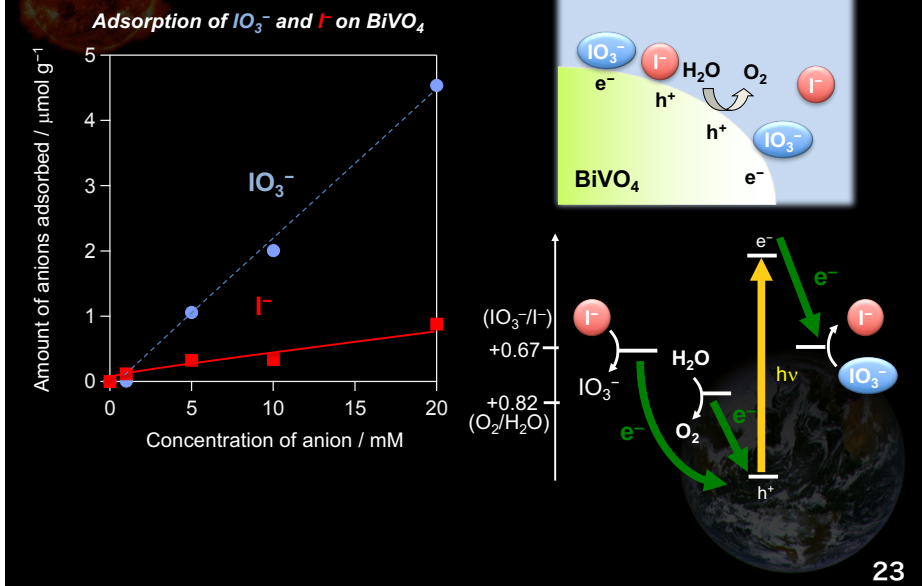 Adsorption of IO₃⁻ and I⁻ on BiVO₄
Amount of anions adsorbed / μmol g⁻¹
5
4
3
2
1
0
IO₃⁻
I⁻
0 5 10 15 20
Concentration of anion / mM
IO₃⁻
I⁻
H₂O
O₂
I⁻
e⁻
h⁺
h⁺
IO₃⁻
BiVO₄
e⁻
e⁻
e⁻
(IO₃⁻/I⁻)
+0.67
I⁻
IO₃⁻
H₂O
O₂
+0.82
(O₂/H₂O)
e⁻
e⁻
hν
I⁻
IO₃⁻
h⁺
23